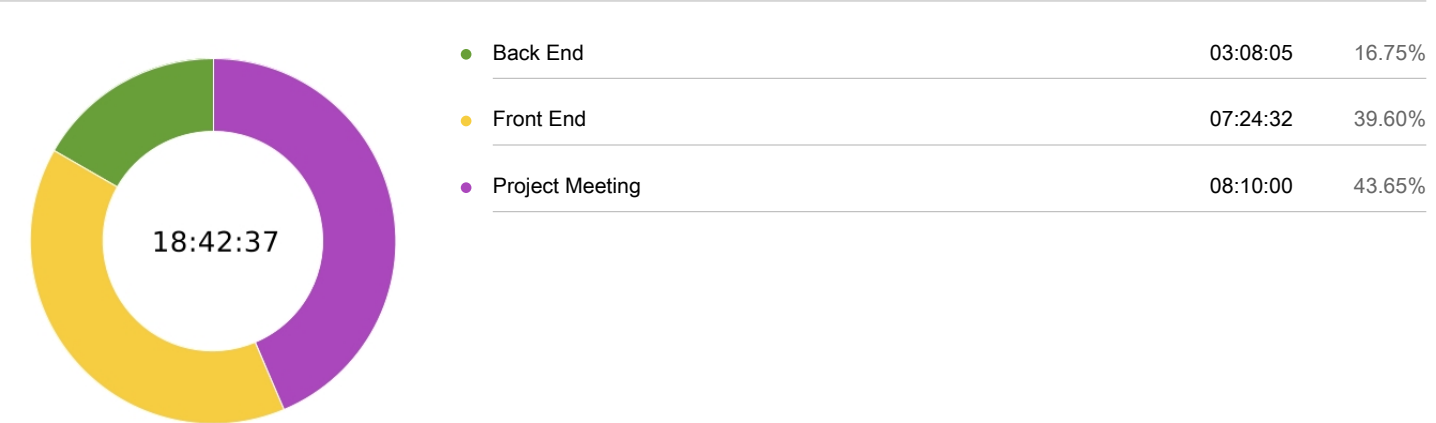 Back End 03:08:05 16.75%
Front End 07:24:32 39.60%
Project Meeting 08:10:00 43.65%
18:42:37